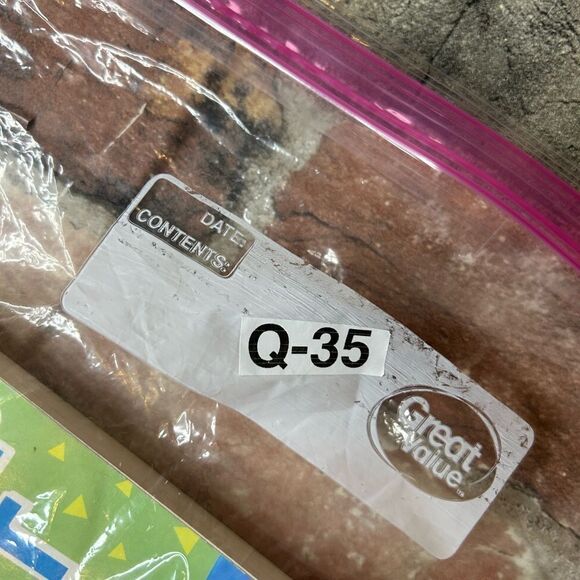 DATE:
CONTENTS:
Q-35
Great
Value